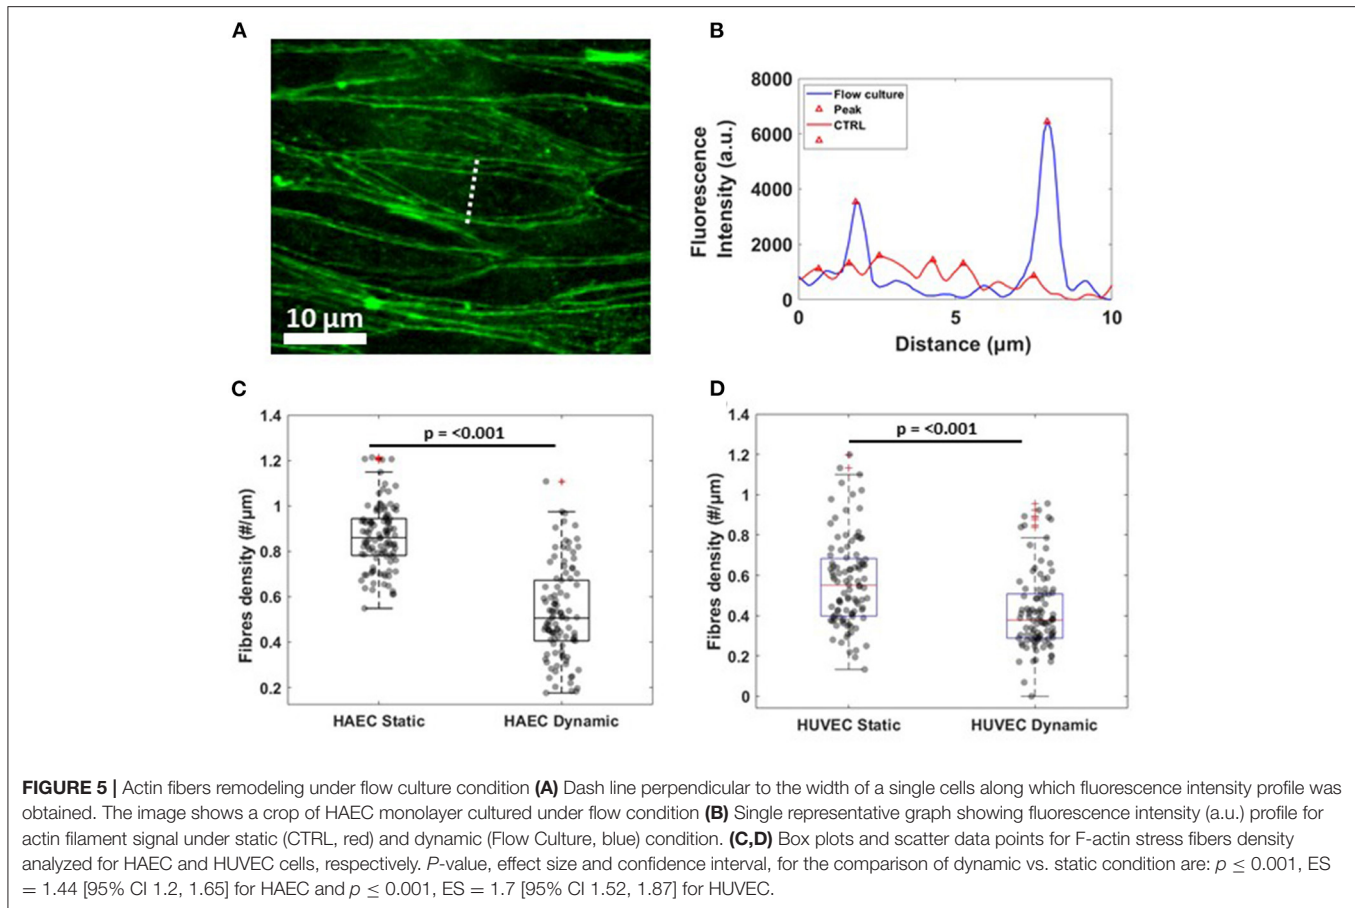 A
10 µm
B
8000
6000
4000
2000
0
Fluorescence
Intensity (a.u.)
Flow culture
Peak
CTRL
0 5 10
Distance (µm)
C
1.4
1.2
1
0.8
0.6
0.4
0.2
Fibres density (#/µm)
p = <0.001
HAEC Static HAEC Dynamic
D
1.4
1.2
1
0.8
0.6
0.4
0.2
0
Fibres density (#/µm)
p = <0.001
HUVEC Static HUVEC Dynamic
FIGURE 5 | Actin fibers remodeling under flow culture condition (A) Dash line perpendicular to the width of a single cells along which fluorescence intensity profile was
obtained. The image shows a crop of HAEC monolayer cultured under flow condition (B) Single representative graph showing fluorescence intensity (a.u.) profile for
actin filament signal under static (CTRL, red) and dynamic (Flow Culture, blue) condition. (C,D) Box plots and scatter data points for F-actin stress fibers density
analyzed for HAEC and HUVEC cells, respectively. P-value, effect size and confidence interval, for the comparison of dynamic vs. static condition are: p ≤ 0.001, ES
= 1.44 [95% CI 1.2, 1.65] for HAEC and p ≤ 0.001, ES = 1.7 [95% CI 1.52, 1.87] for HUVEC.